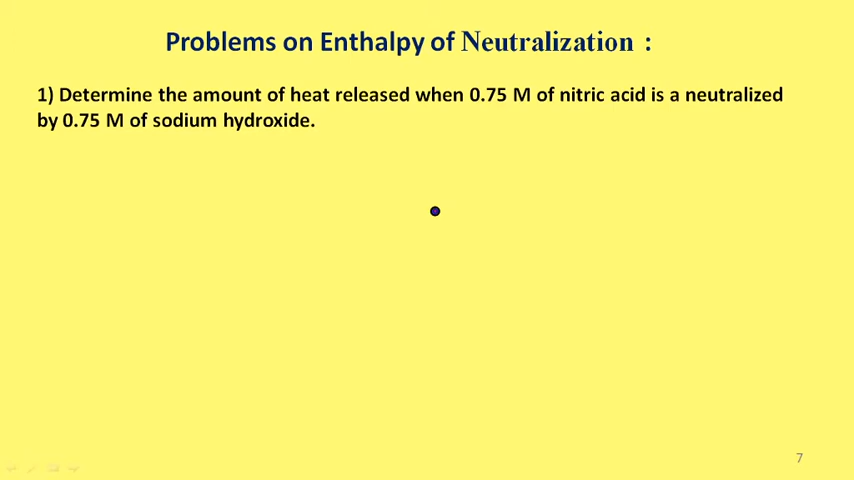 Problems on Enthalpy of Neutralization :
1) Determine the amount of heat released when 0.75 M of nitric acid is a neutralized
by 0.75 M of sodium hydroxide.
7